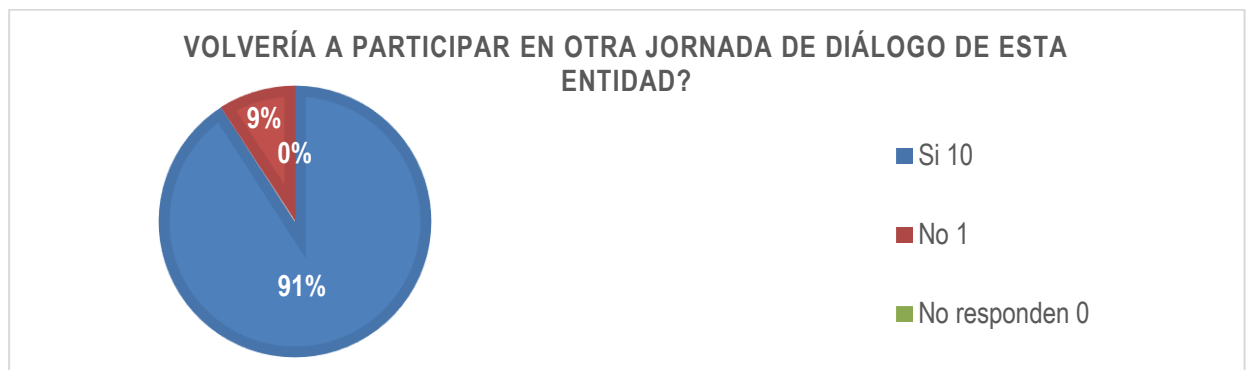 VOLVERÍA A PARTICIPAR EN OTRA JORNADA DE DIÁLOGO DE ESTA
ENTIDAD?
9%
0%
91%
Si 10
No 1
No responden 0